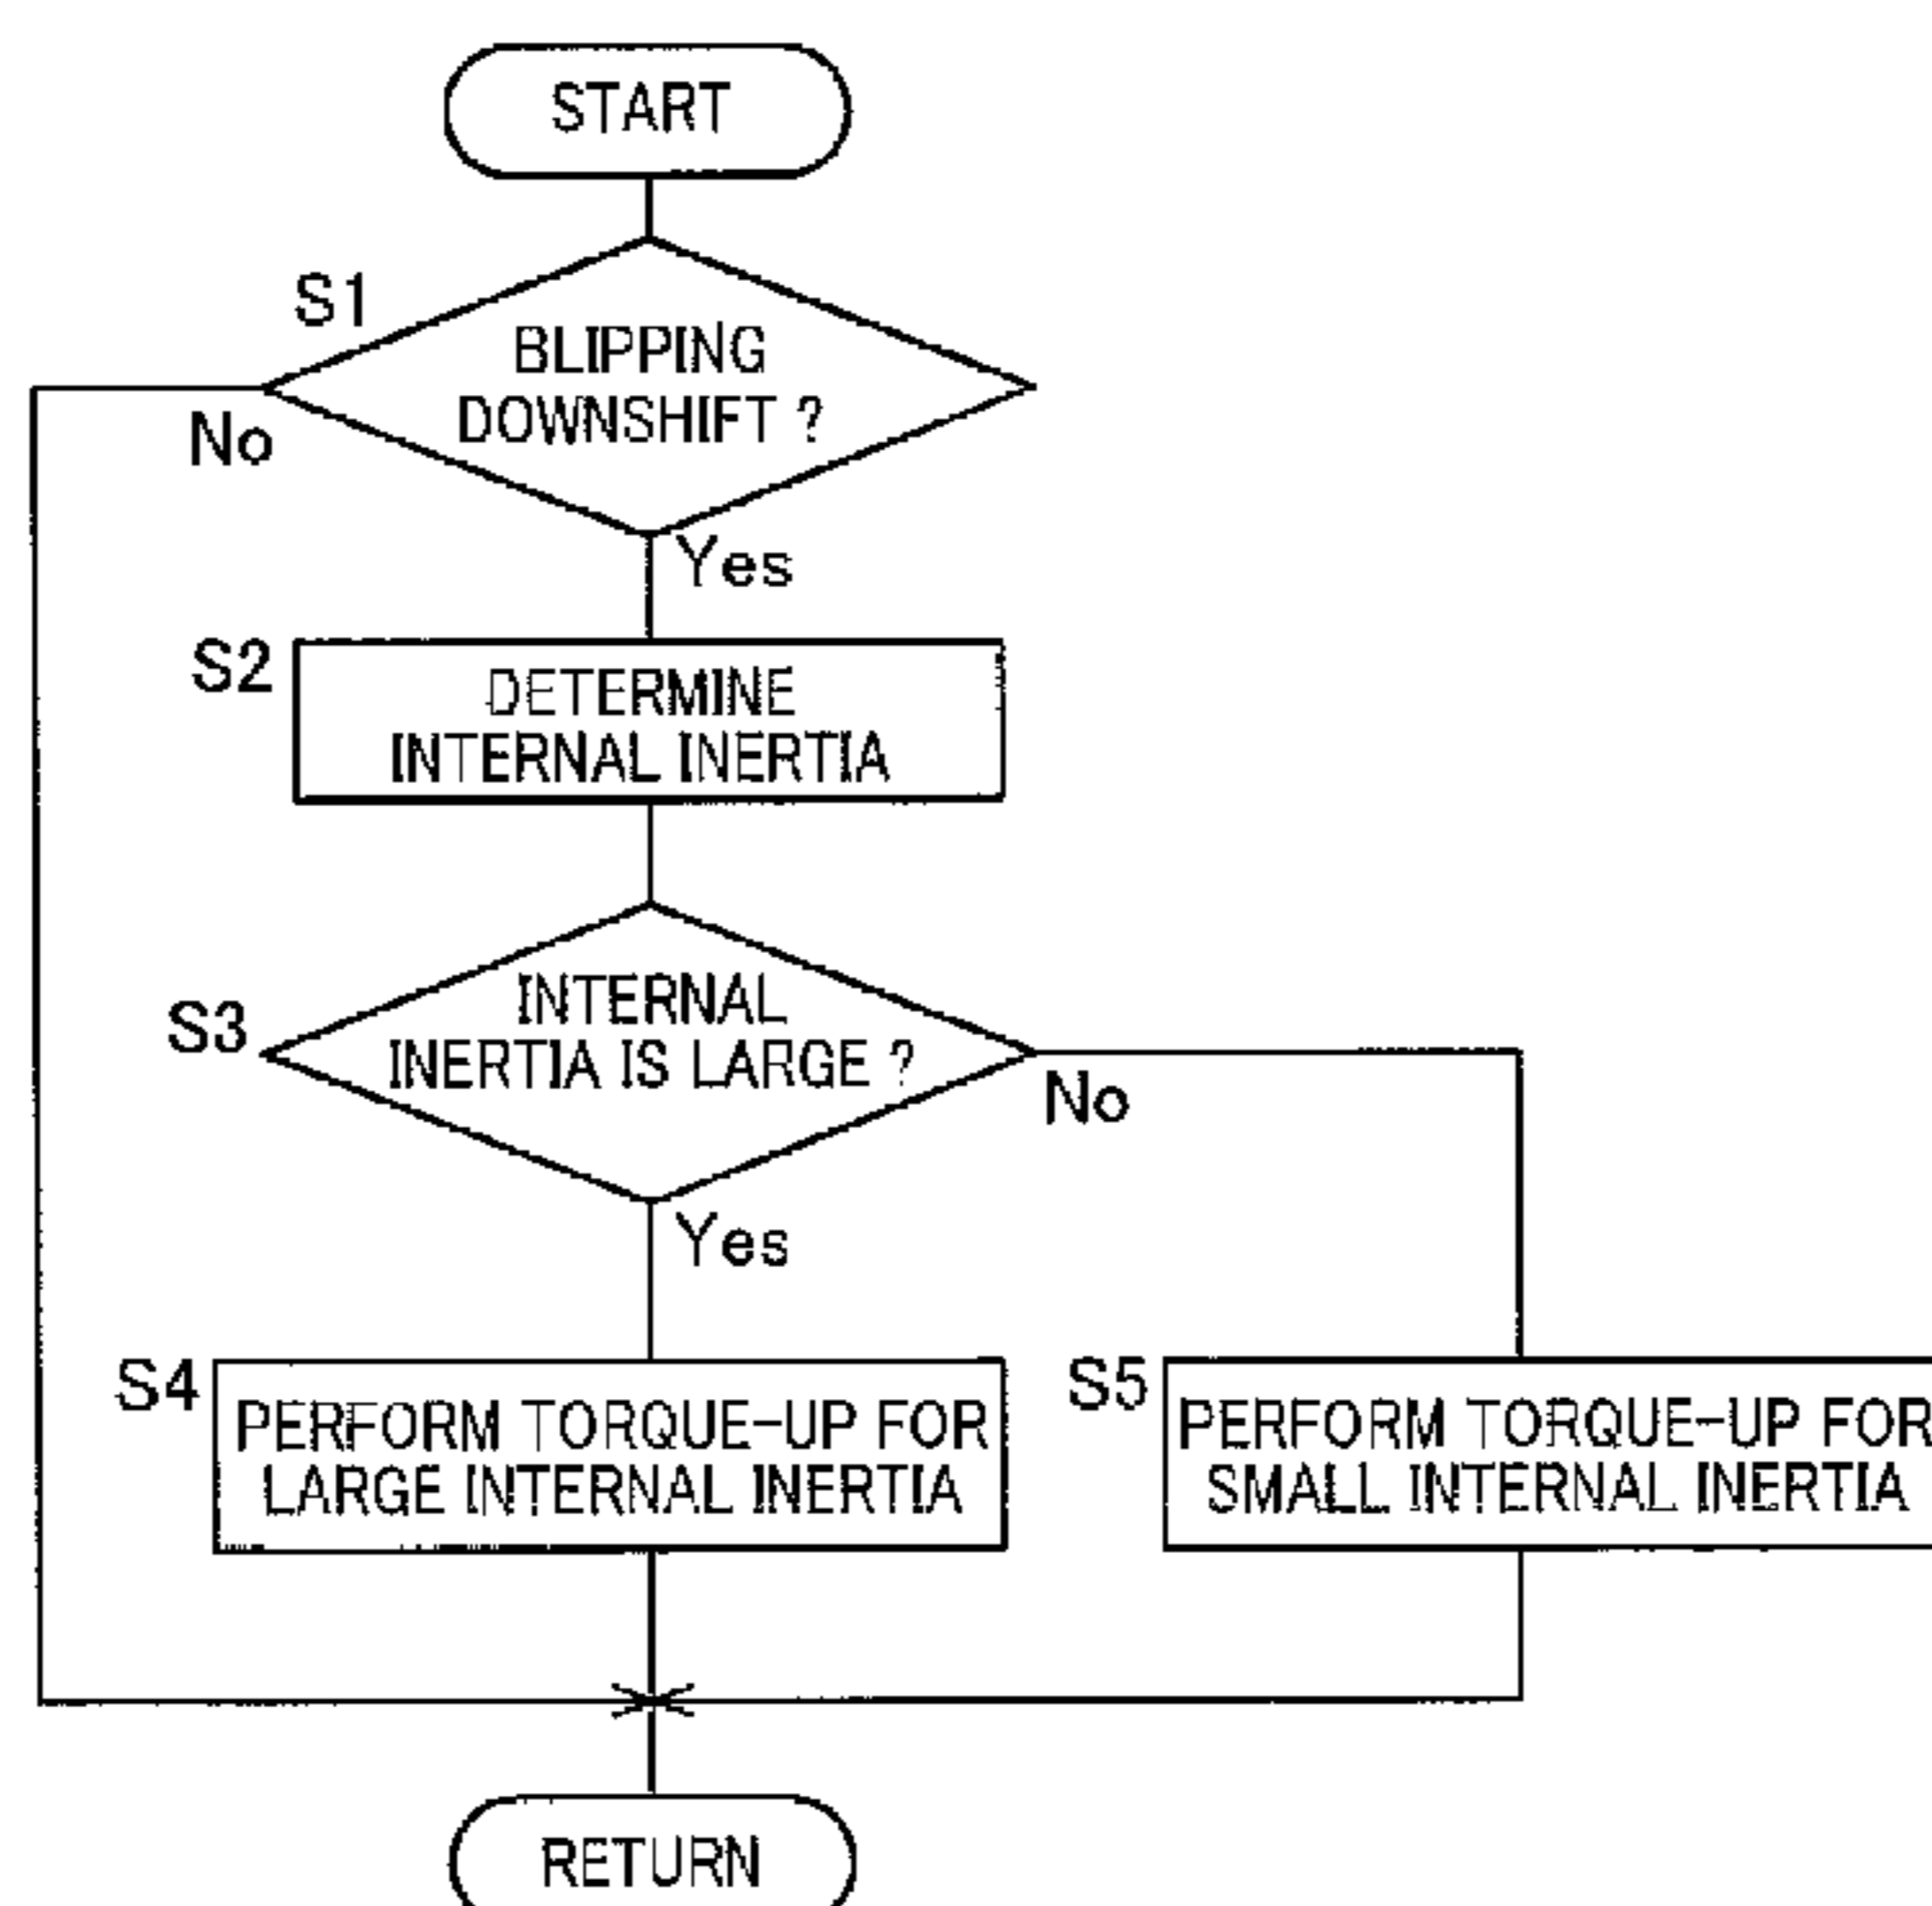 START
S1
BLIPPING
DOWNSHIFT ?
No
Yes
S2
DETERMINE
INTERNAL INERTIA
S3
INTERNAL
INERTIA IS LARGE ?
No
Yes
S4
PERFORM TORQUE-UP FOR
LARGE INTERNAL INERTIA
S5
PERFORM TORQUE-UP FOR
SMALL INTERNAL INERTIA
RETURN